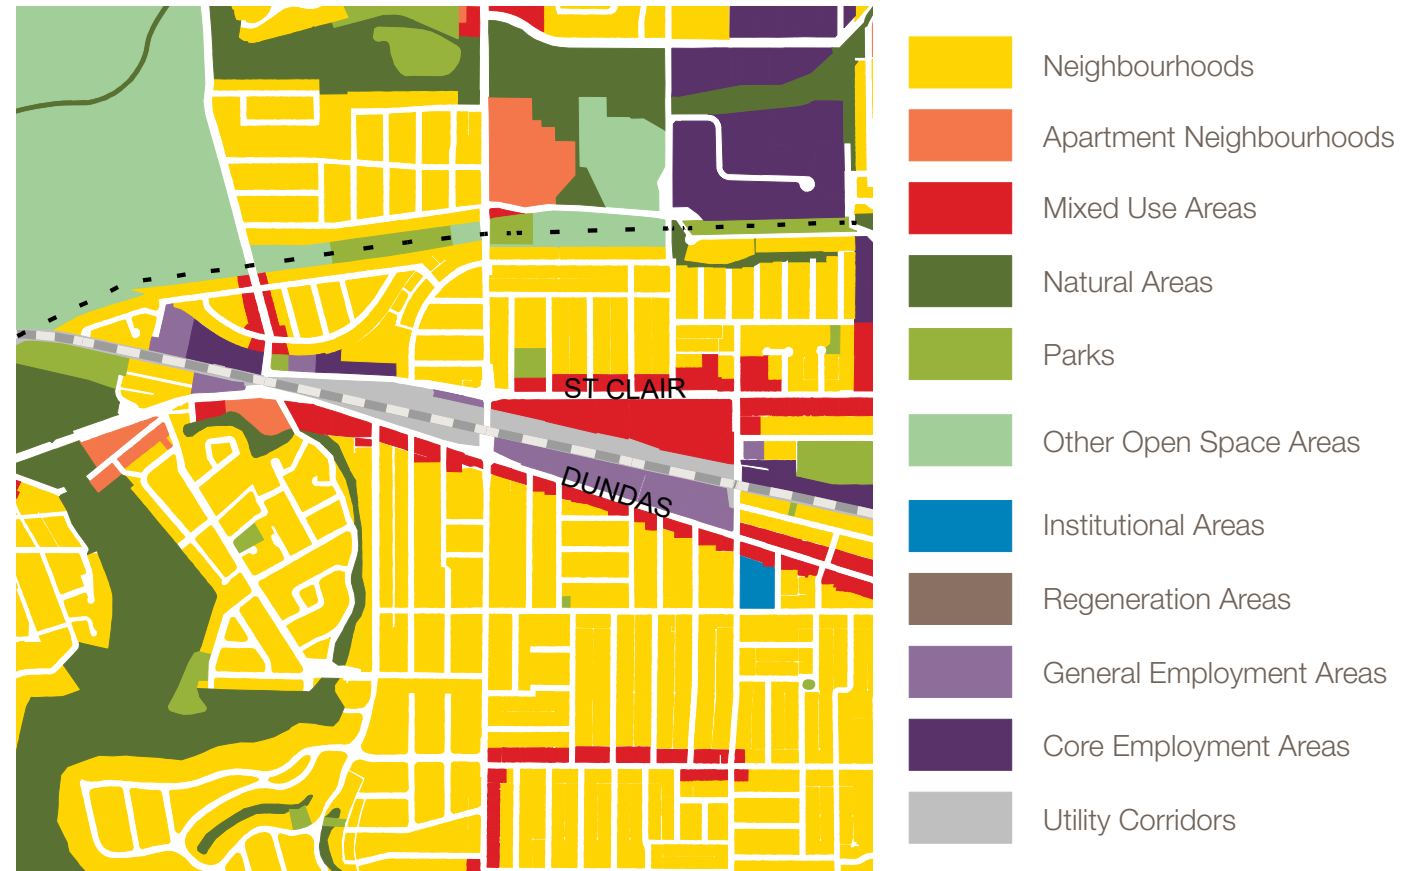 ST CLAIR
DUNDAS
Neighbourhoods
Apartment Neighbourhoods
Mixed Use Areas
Natural Areas
Parks
Other Open Space Areas
Institutional Areas
Regeneration Areas
General Employment Areas
Core Employment Areas
Utility Corridors